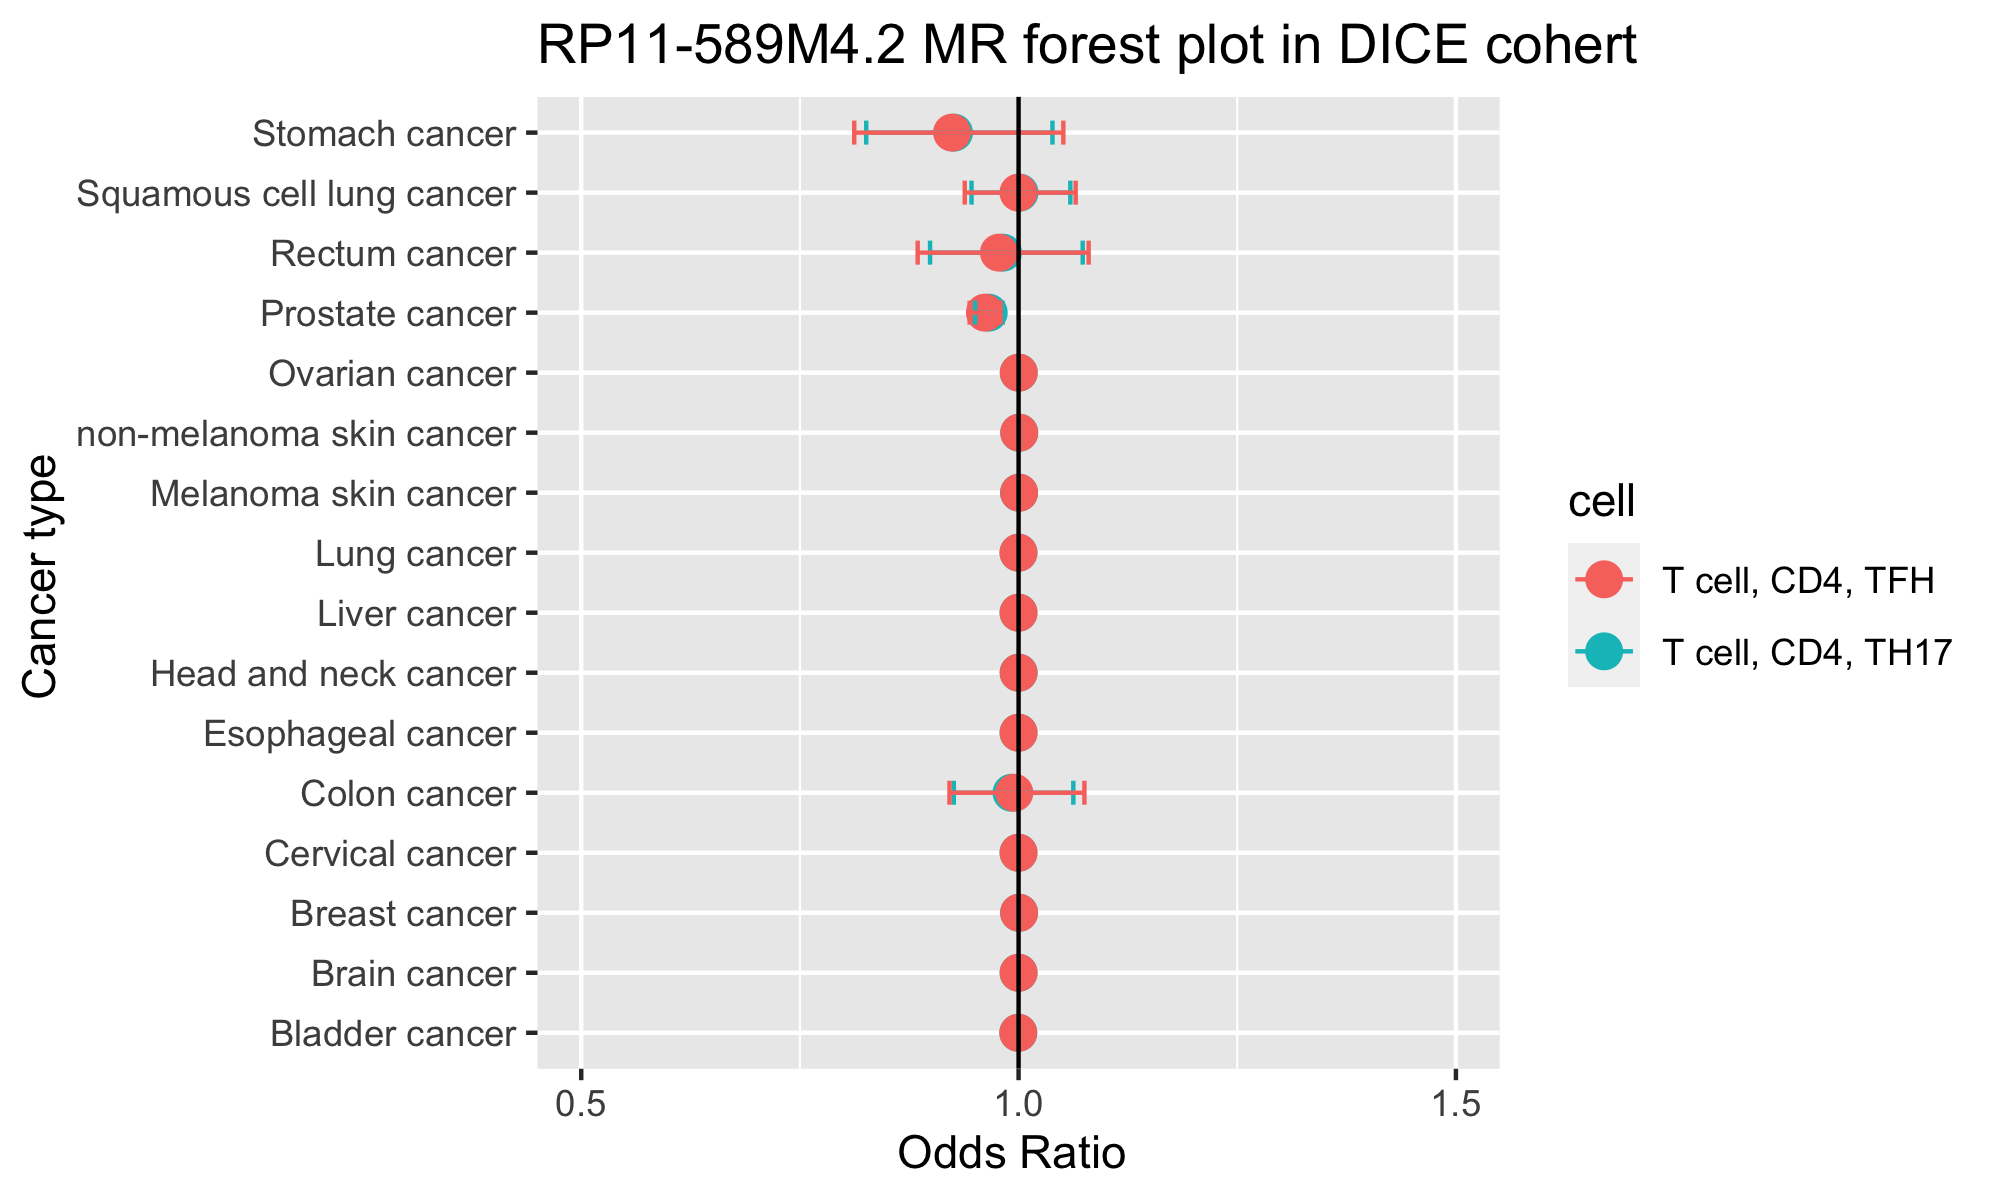 RP11-589M4.2 MR forest plot in DICE cohert
Cancer type
Stomach cancer
Squamous cell lung cancer
Rectum cancer
Prostate cancer
Ovarian cancer
non-melanoma skin cancer
Melanoma skin cancer
Lung cancer
Liver cancer
Head and neck cancer
Esophageal cancer
Colon cancer
Cervical cancer
Breast cancer
Brain cancer
Bladder cancer
0.5 1.0 1.5
Odds Ratio
cell
T cell, CD4, TFH
T cell, CD4, TH17